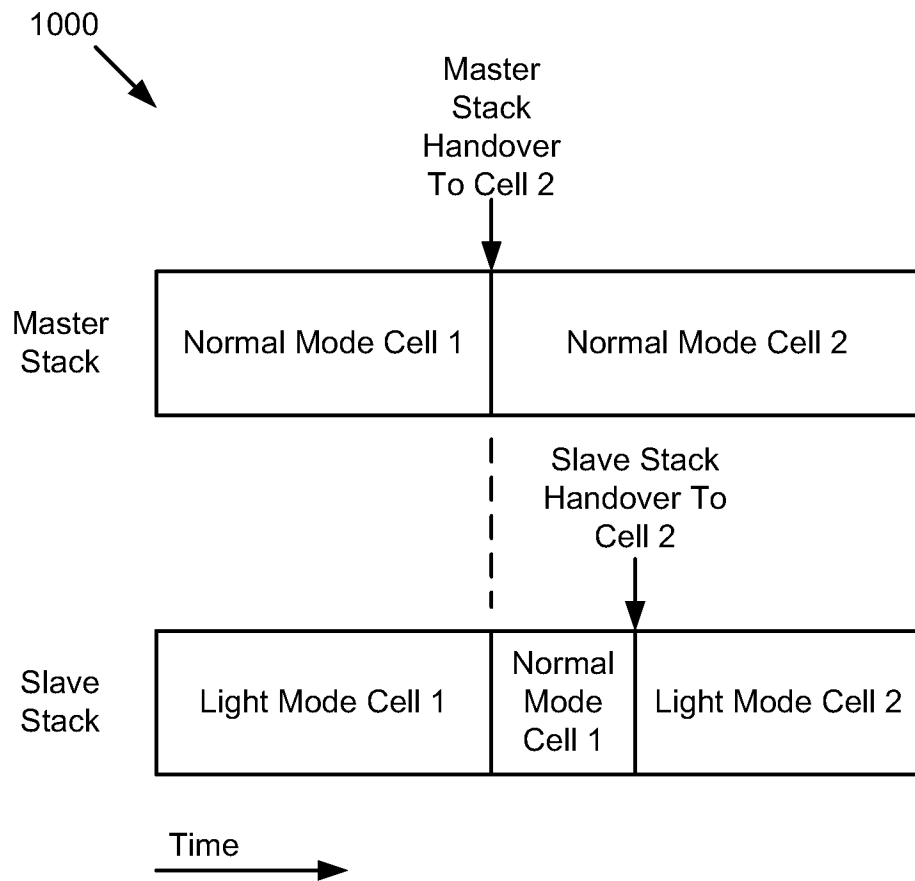 1000
Master
Stack
Handover
To Cell 2
Master
Stack
Normal Mode Cell 1
Normal Mode Cell 2
Slave Stack
Handover To
Cell 2
Slave
Stack
Light Mode Cell 1
Normal
Mode
Cell 1
Light Mode Cell 2
Time